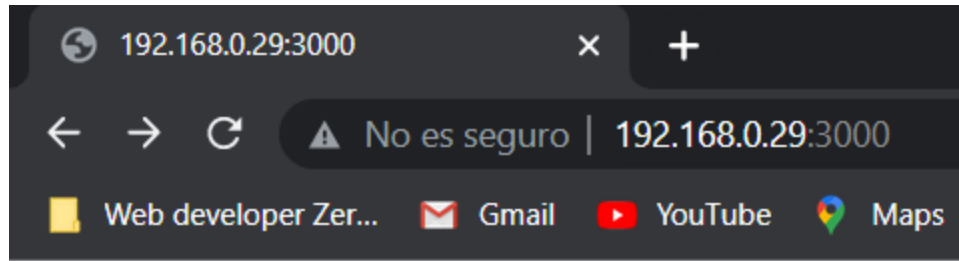 192.168.0.29:3000
No es seguro | 192.168.0.29:3000
Web developer Zer... Gmail YouTube Maps